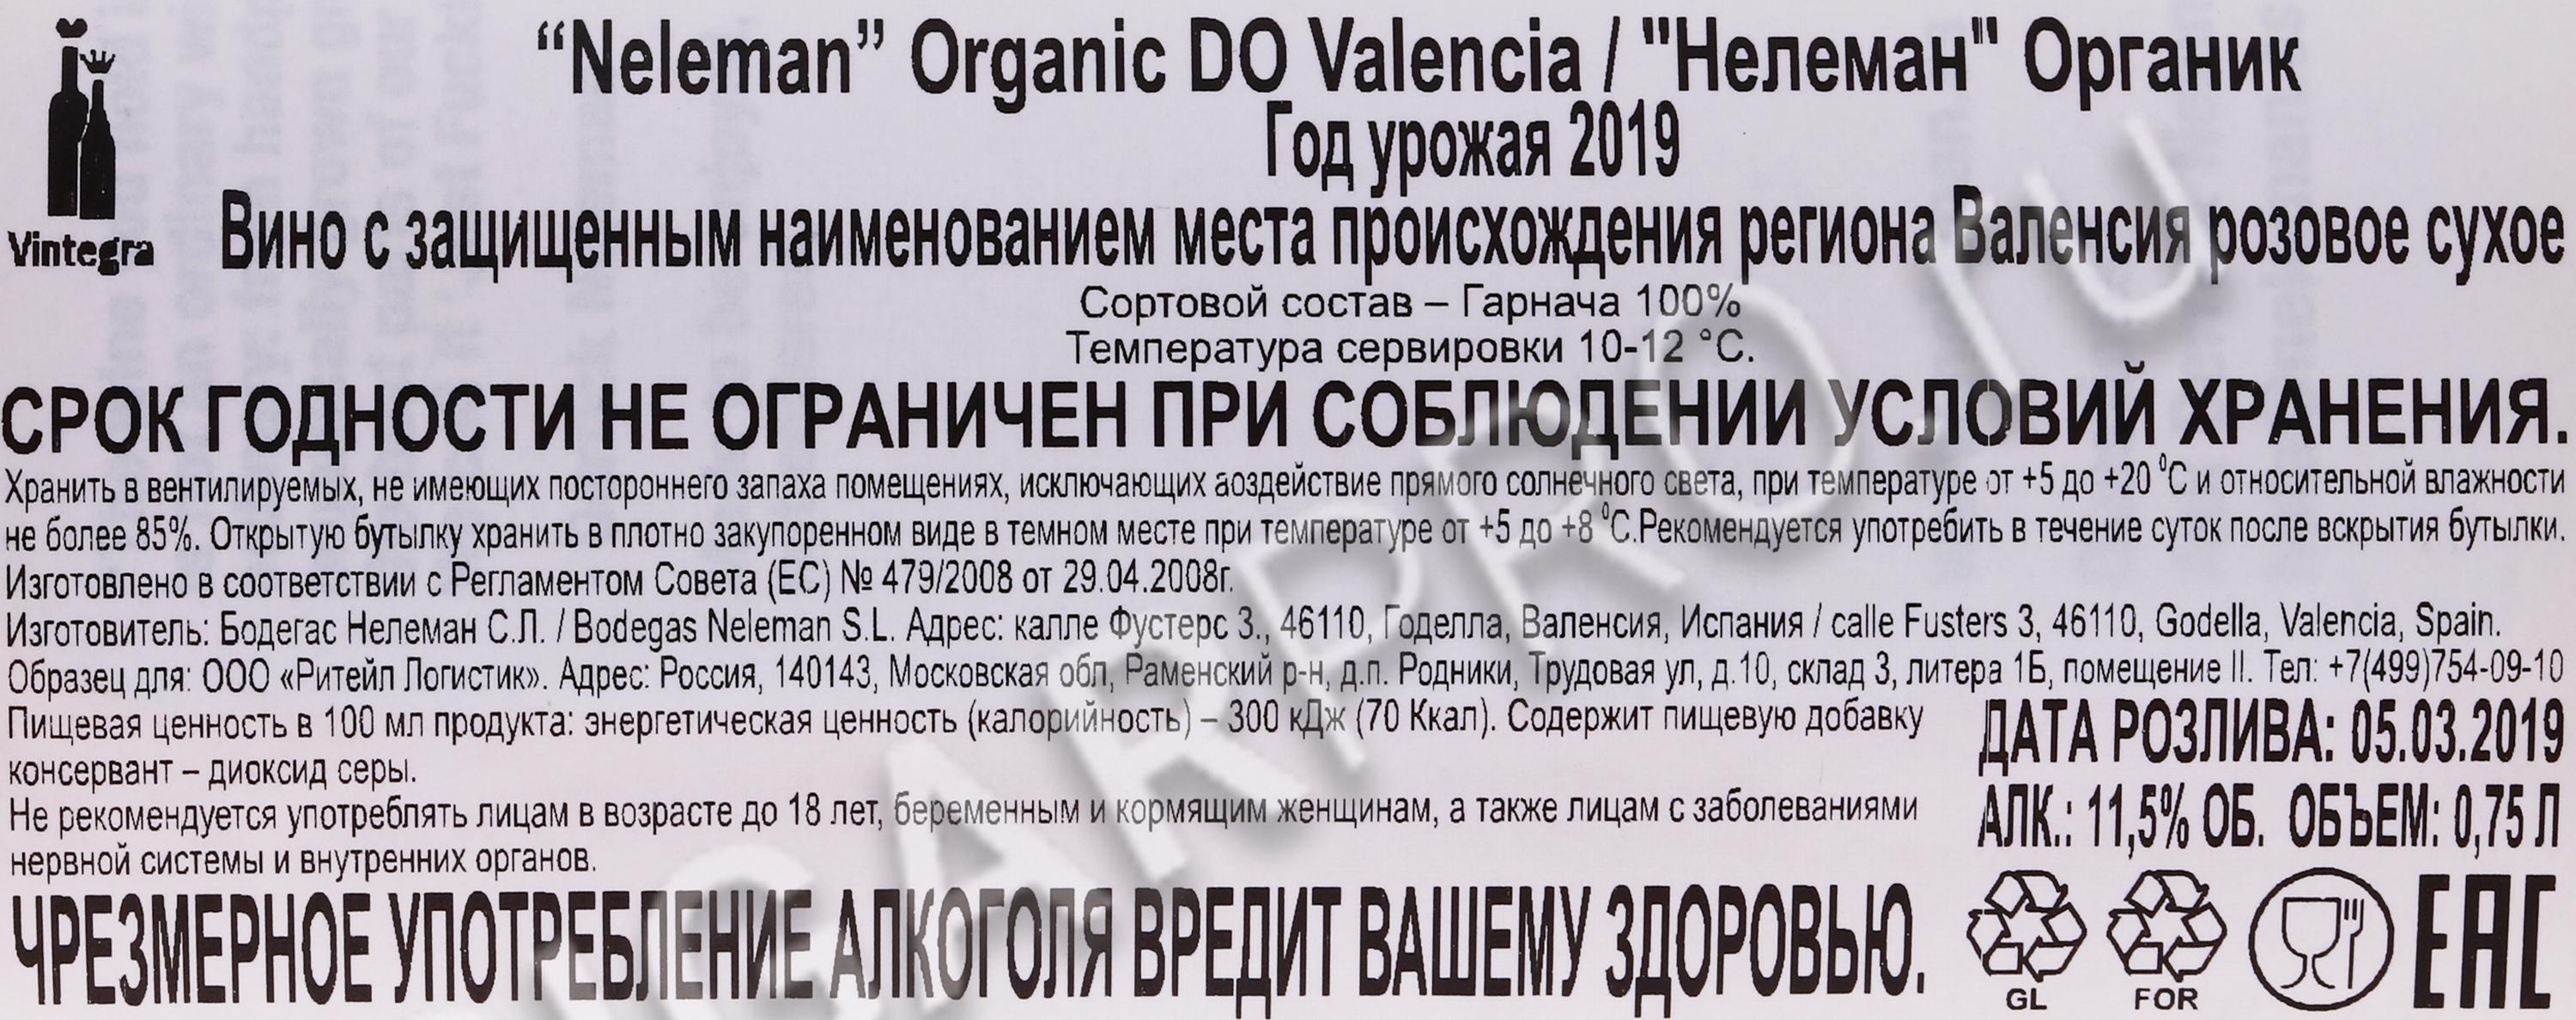 “Neleman” Organic DO Valencia / "Нелеман" Органик
Год урожая 2019
Vintegra
Вино с защищенным наименованием места происхождения региона Валенсия розовое сухое
Сортовой состав – Гарнача 100%
Температура сервировки 10-12 °C.
СРОК ГОДНОСТИ НЕ ОГРАНИЧЕН ПРИ СОБЛЮДЕНИИ УСЛОВИЙ ХРАНЕНИЯ.
Хранить в вентилируемых, не имеющих постороннего запаха помещениях, исключающих воздействие прямого солнечного света, при температуре от +5 до +20 °С и относительной влажности
не более 85%. Открытую бутылку хранить в плотно закупоренном виде в темном месте при температуре от +5 до +8 °С.Рекомендуется употребить в течение суток после вскрытия бутылки.
Изготовлено в соответствии с Регламентом Совета (ЕС) № 479/2008 от 29.04.2008г.
Изготовитель: Бодегас Нелеман С.Л. / Bodegas Neleman S.L. Адрес: калле Фустерс 3., 46110, Годелла, Валенсия, Испания / calle Fusters 3, 46110, Godella, Valencia, Spain.
Образец для: ООО «Ритейл Логистик». Адрес: Россия, 140143, Московская обл, Раменский р-н, д.п. Родники, Трудовая ул, д.10, склад 3, литера 1Б, помещение II. Тел: +7(499)754-09-10
Пищевая ценность в 100 мл продукта: энергетическая ценность (калорийность) – 300 кДж (70 Ккал). Содержит пищевую добавку
консервант – диоксид серы.
Не рекомендуется употреблять лицам в возрасте до 18 лет, беременным и кормящим женщинам, а также лицам с заболеваниями
нервной системы и внутренних органов.
ДАТА РОЗЛИВА: 05.03.2019
АЛК.: 11,5% ОБ. ОБЪЕМ: 0,75 Л
ЧРЕЗМЕРНОЕ УПОТРЕБЛЕНИЕ АЛКОГОЛЯ ВРЕДИТ ВАШЕМУ ЗДОРОВЬЮ.
GL
FOR
EAC
CIGARPRO.ru